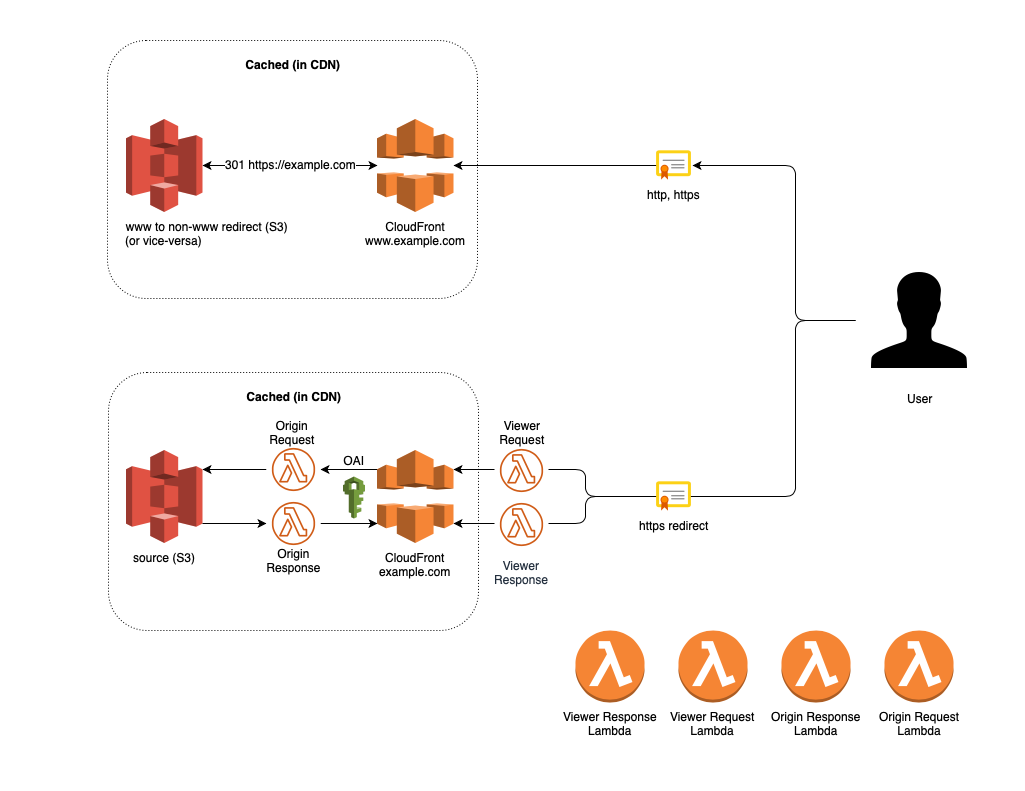 Cached (in CDN)
301 https://example.com
http, https
www to non-www redirect (S3)
(or vice-versa)
CloudFront
www.example.com
User
Cached (in CDN)
Origin
Request
Viewer
Request
OAI
https redirect
source (S3)
Origin
Response
CloudFront
example.com
Viewer
Response
Viewer Response
Lambda
Viewer Request
Lambda
Origin Response
Lambda
Origin Request
Lambda